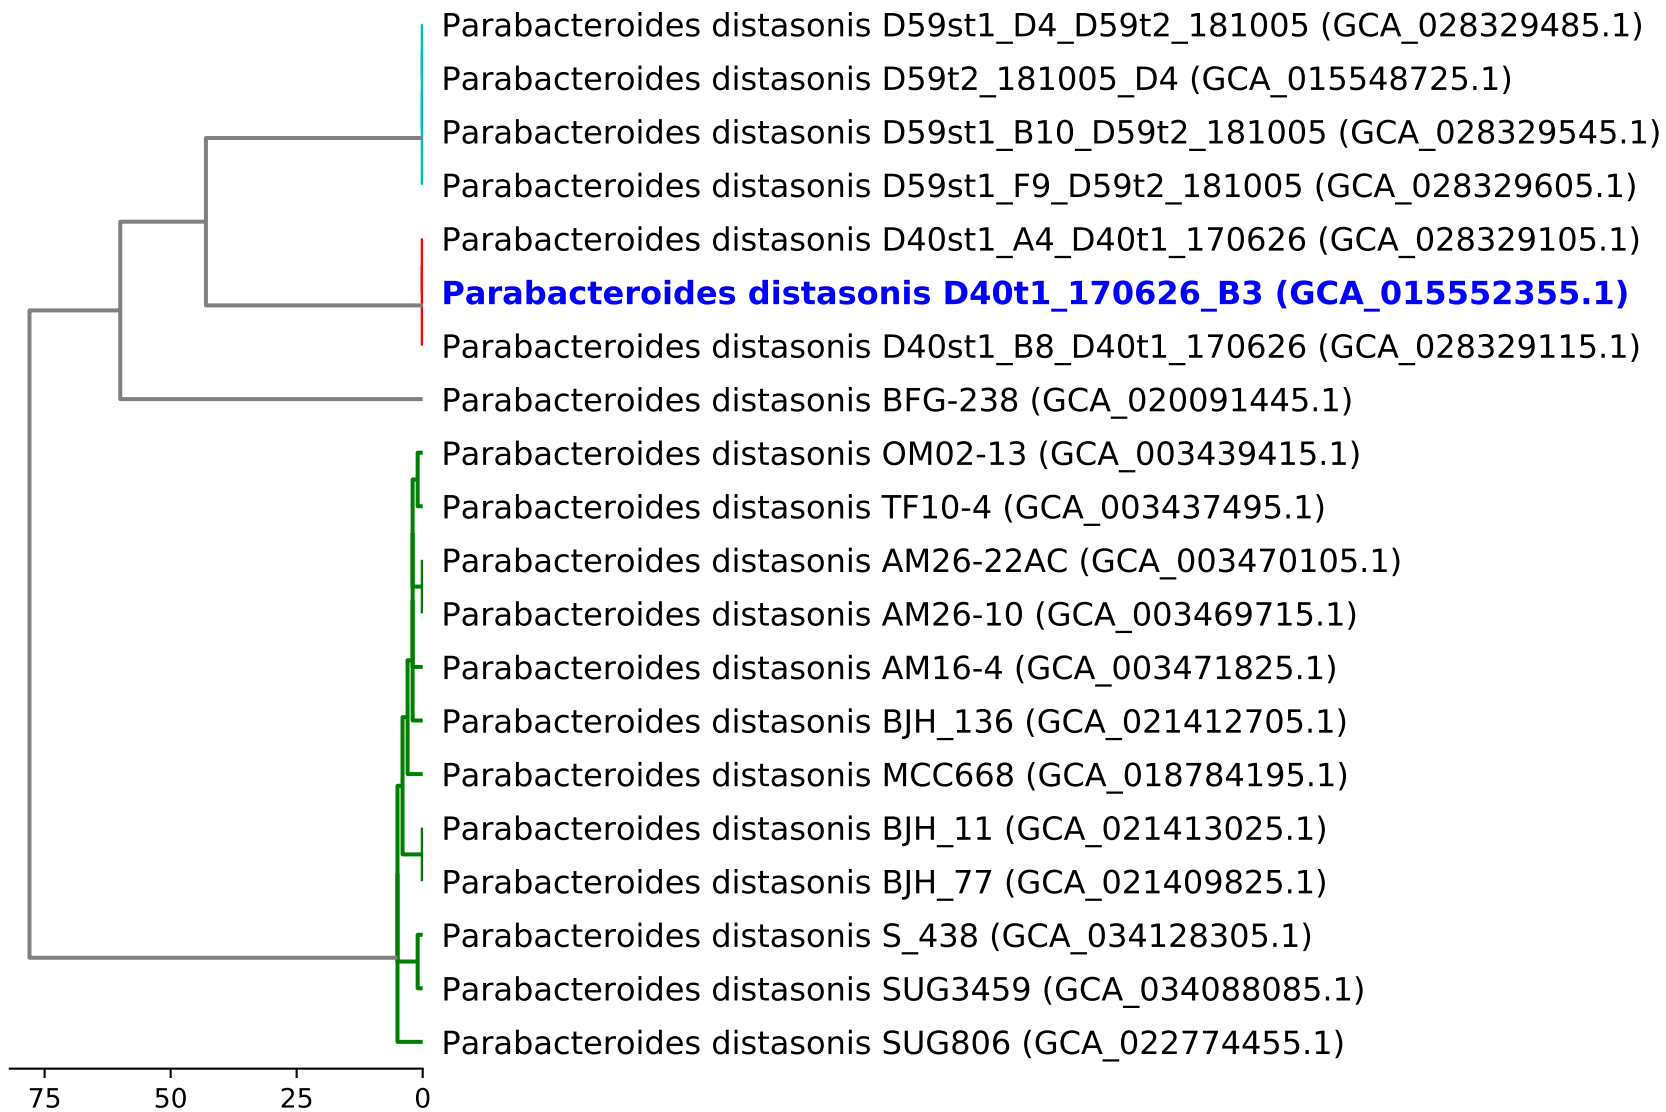 Parabacteroides distasonis D59st1_D4_D59t2_181005 (GCA_028329485.1)
Parabacteroides distasonis D59t2_181005_D4 (GCA_015548725.1)
Parabacteroides distasonis D59st1_B10_D59t2_181005 (GCA_028329545.1)
Parabacteroides distasonis D59st1_F9_D59t2_181005 (GCA_028329605.1)
Parabacteroides distasonis D40st1_A4_D40t1_170626 (GCA_028329105.1)
Parabacteroides distasonis D40t1_170626_B3 (GCA_015552355.1)
Parabacteroides distasonis D40st1_B8_D40t1_170626 (GCA_028329115.1)
Parabacteroides distasonis BFG-238 (GCA_020091445.1)
Parabacteroides distasonis OM02-13 (GCA_003439415.1)
Parabacteroides distasonis TF10-4 (GCA_003437495.1)
Parabacteroides distasonis AM26-22AC (GCA_003470105.1)
Parabacteroides distasonis AM26-10 (GCA_003469715.1)
Parabacteroides distasonis AM16-4 (GCA_003471825.1)
Parabacteroides distasonis BJH_136 (GCA_021412705.1)
Parabacteroides distasonis MCC668 (GCA_018784195.1)
Parabacteroides distasonis BJH_11 (GCA_021413025.1)
Parabacteroides distasonis BJH_77 (GCA_021409825.1)
Parabacteroides distasonis S_438 (GCA_034128305.1)
Parabacteroides distasonis SUG3459 (GCA_034088085.1)
Parabacteroides distasonis SUG806 (GCA_022774455.1)
75 50 25 0